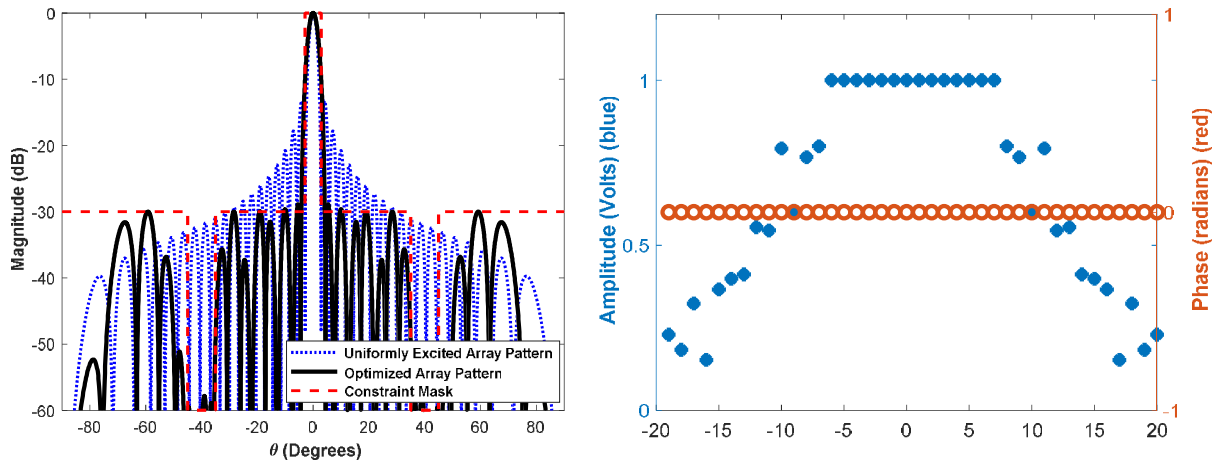 0
-10
-20
-30
-40
-50
-60
Magnitude (dB)
-80 -60 -40 -20 0 20 40 60 80
θ (Degrees)
Uniformly Excited Array Pattern
Optimized Array Pattern
Constraint Mask
1
0.5
0
Amplitude (Volts) (blue)
-20 -15 -10 -5 0 5 10 15 20
1
0
-1
Phase (radians) (red)